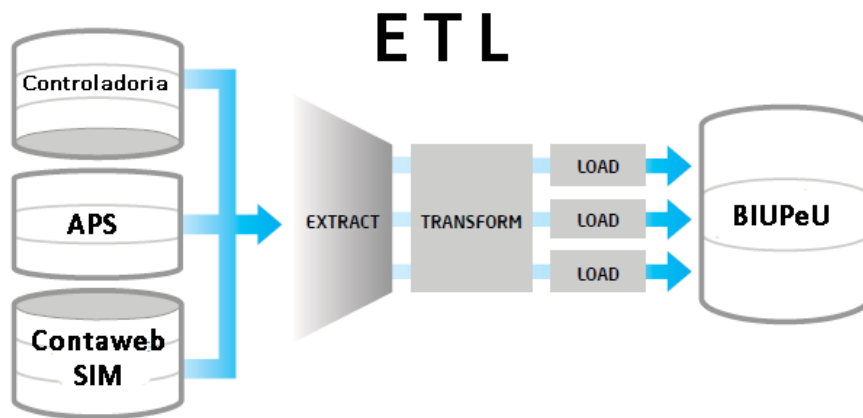 E T L
Controladoria
APS
Contaweb
SIM
EXTRACT
TRANSFORM
LOAD
LOAD
LOAD
BIUPeU